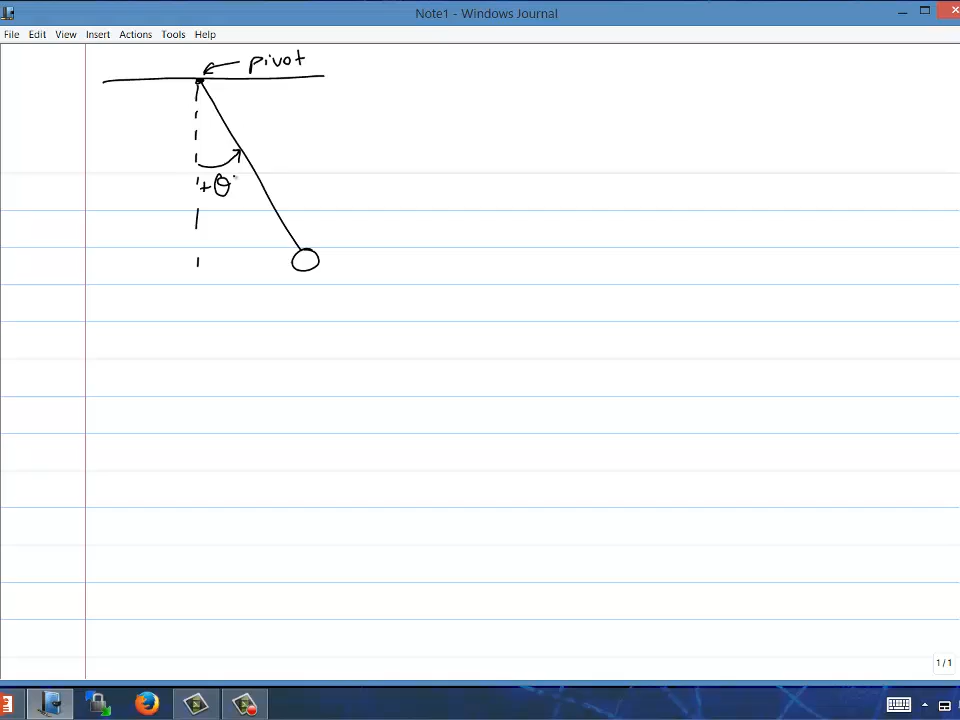 Note1 - Windows Journal
File Edit View Insert Actions Tools Help
pivot
+θ
1/1